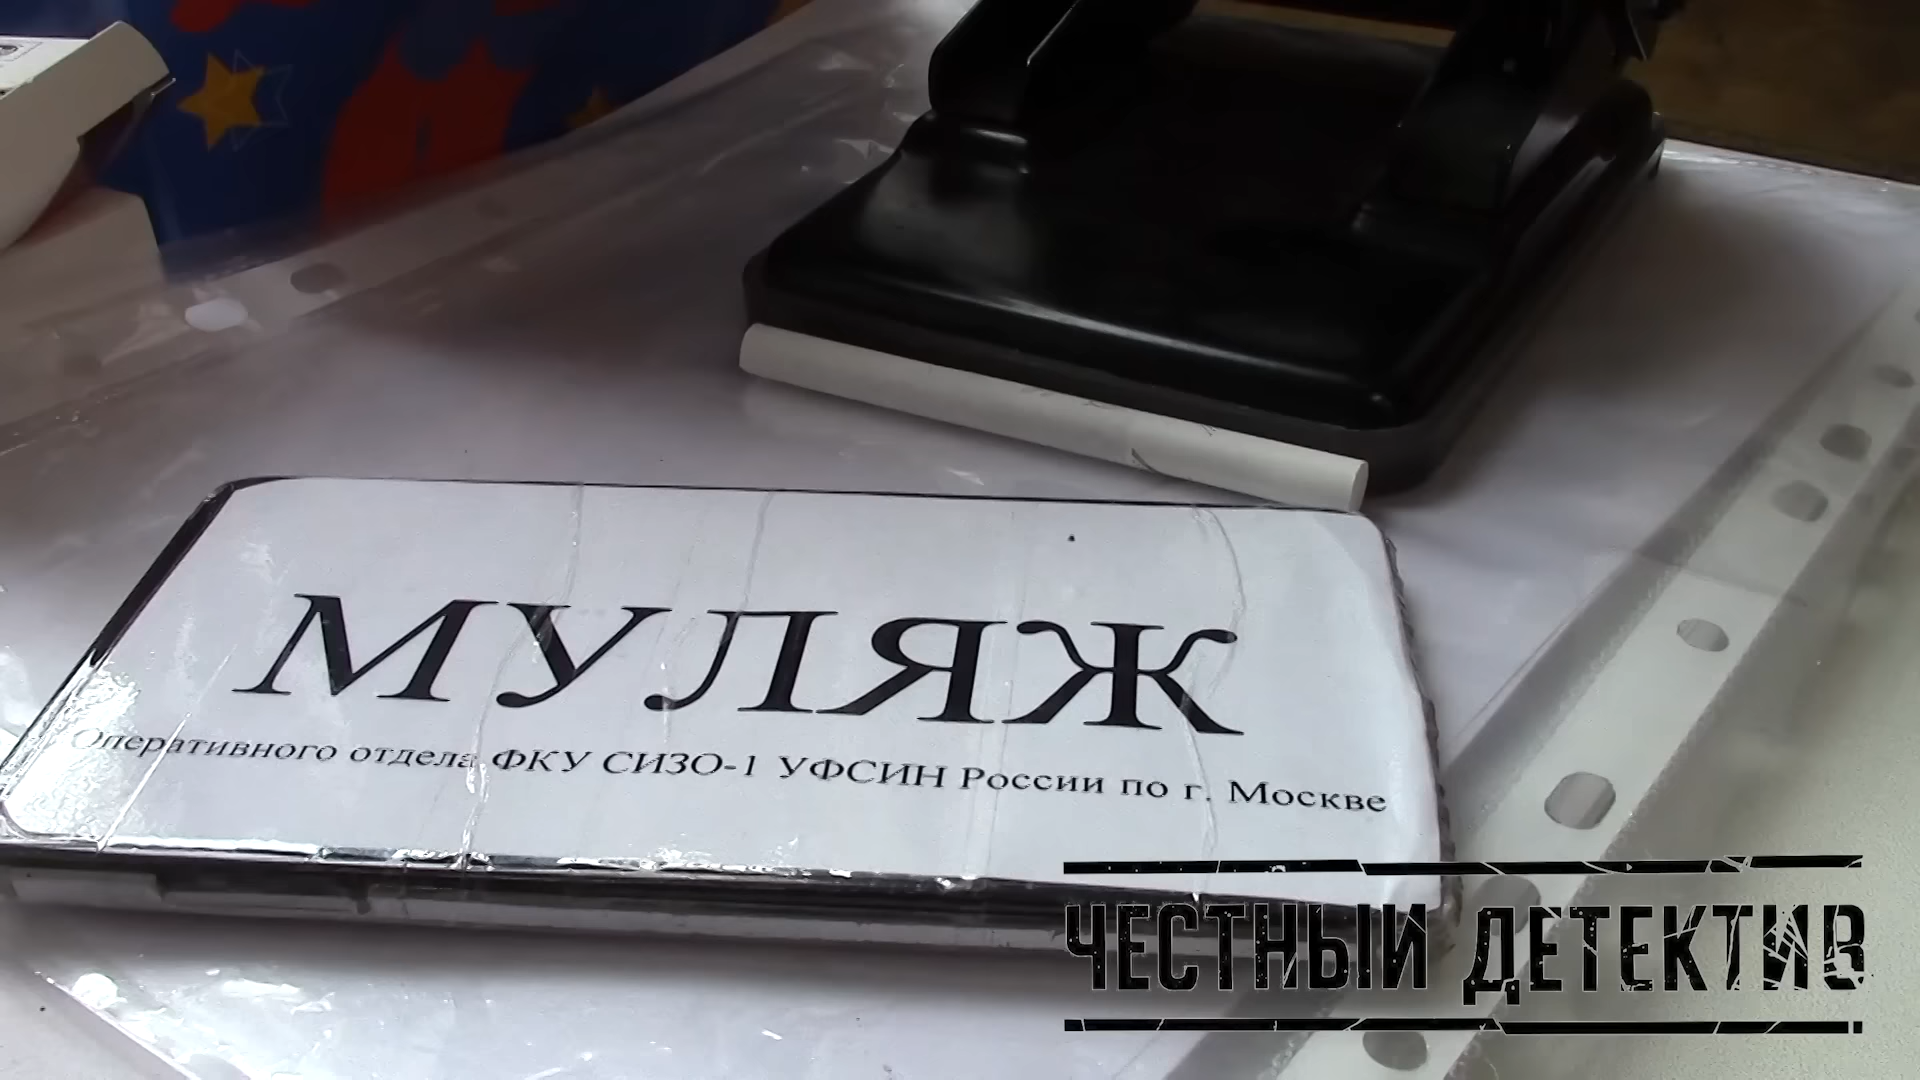 МУЛЯЖ
Оперативного отдела ФКУ СИЗО-1 УФСИН России по г. Москве
ЧЕСТНЫЙ ДЕТЕКТИВ